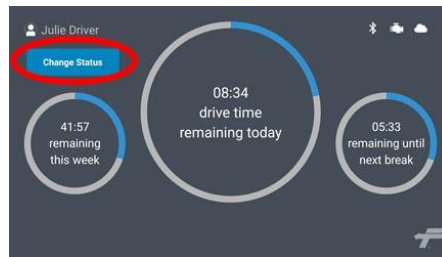 Julie Driver
Change Status
08:34
drive time
remaining today
41:57
remaining
this week
05:33
remaining until
next break